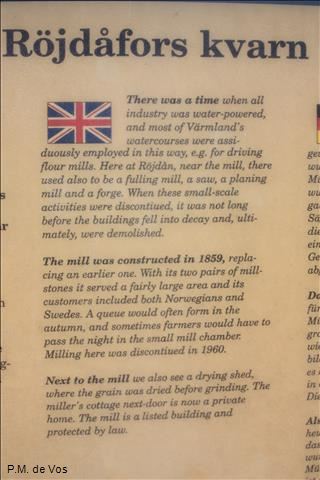 Röjdåfors kvarn
There was a time when all
industry was water-powered,
and most of Värmland's
watercourses were assi-
duously employed in this way, e.g. for driving
flour mills. Here at Röjdån, near the mill, there
used also to be a fulling mill, a saw, a planing
mill and a forge. When these small-scale
activities were discontiued, it was not long
before the buildings fell into decay and, ulti-
mately, were demolished.
The mill was constructed in 1859, repla-
cing an earlier one. With its two pairs of mill-
stones it served a fairly large area and its
customers included both Norwegians and
Swedes. A queue would often form in the
autumn, and sometimes farmers would have to
pass the night in the small mill chamber.
Milling here was discontinued in 1960.
Next to the mill we also see a drying shed,
where the grain was dried before grinding. The
miller's cottage next-door is now a private
home. The mill is a listed building and
protected by law.
P.M. de Vos